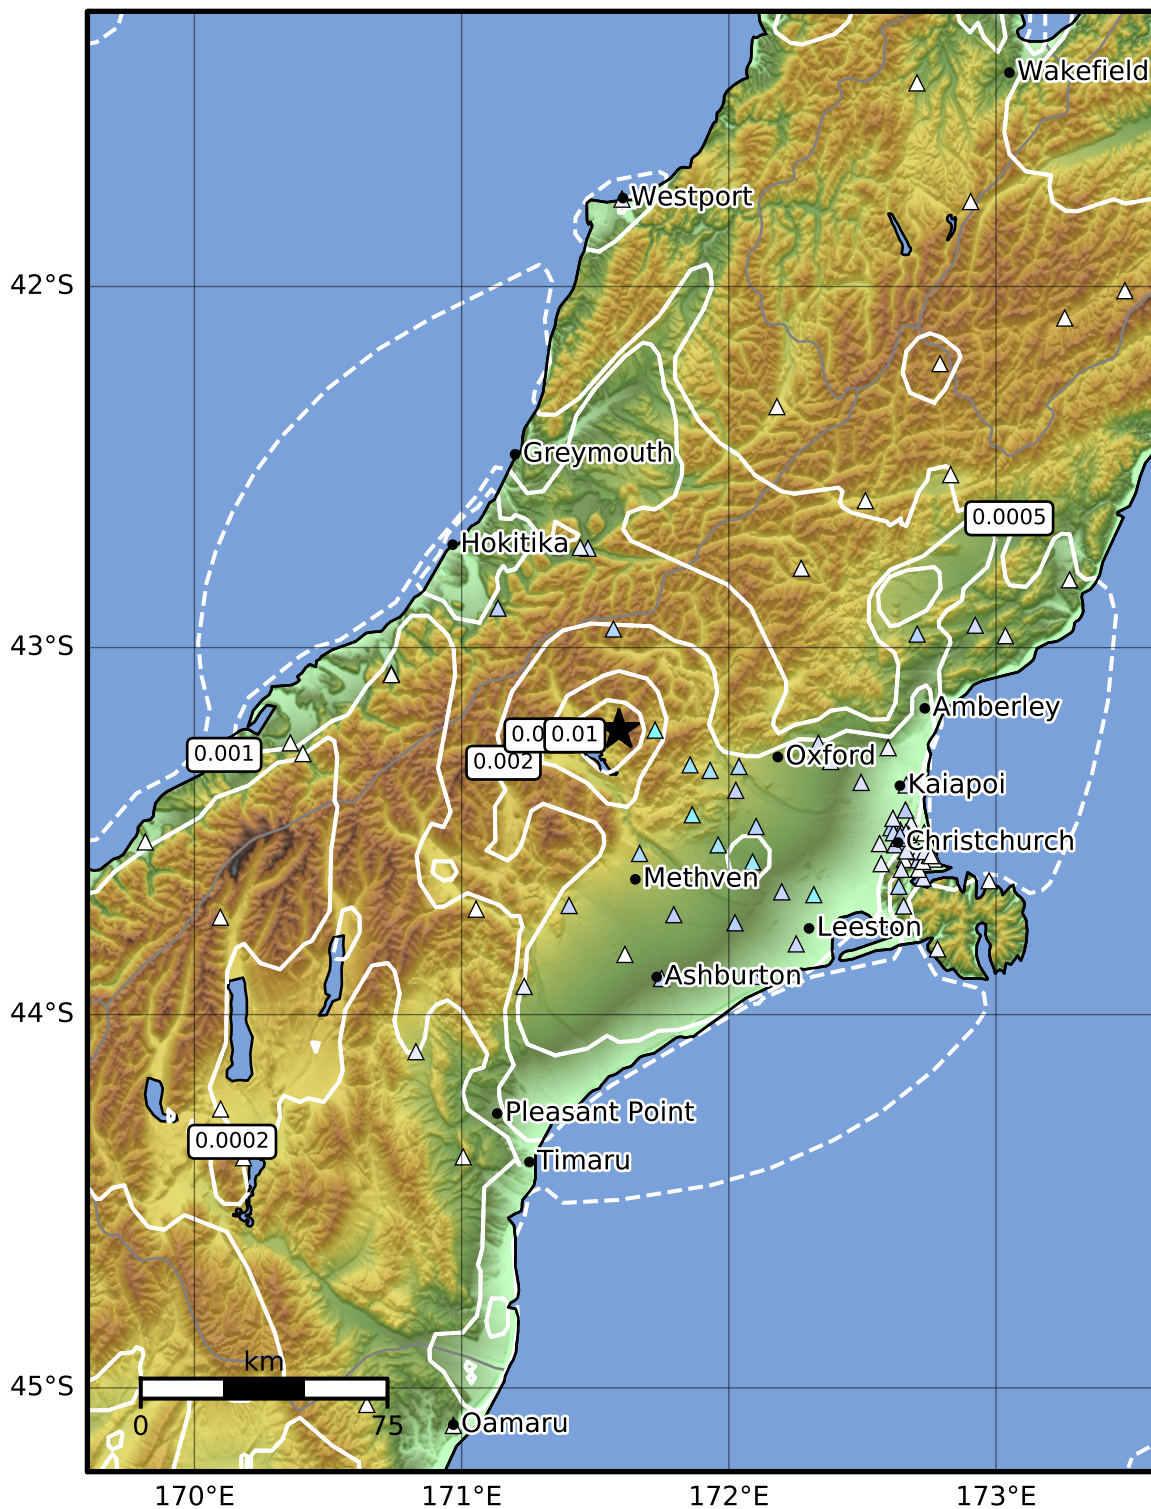 Wakefield
Westport
42°S
Greymouth
0.0005
Hokitika
43°S
Amberley
0.0
0.01
0.001
0.002
Oxford
Kaiapoi
Christchurch
Methven
Leeston
Ashburton
44°S
Pleasant Point
0.0002
Timaru
km
45°S
0
75
Oamaru
170°E
171°E
172°E
173°E